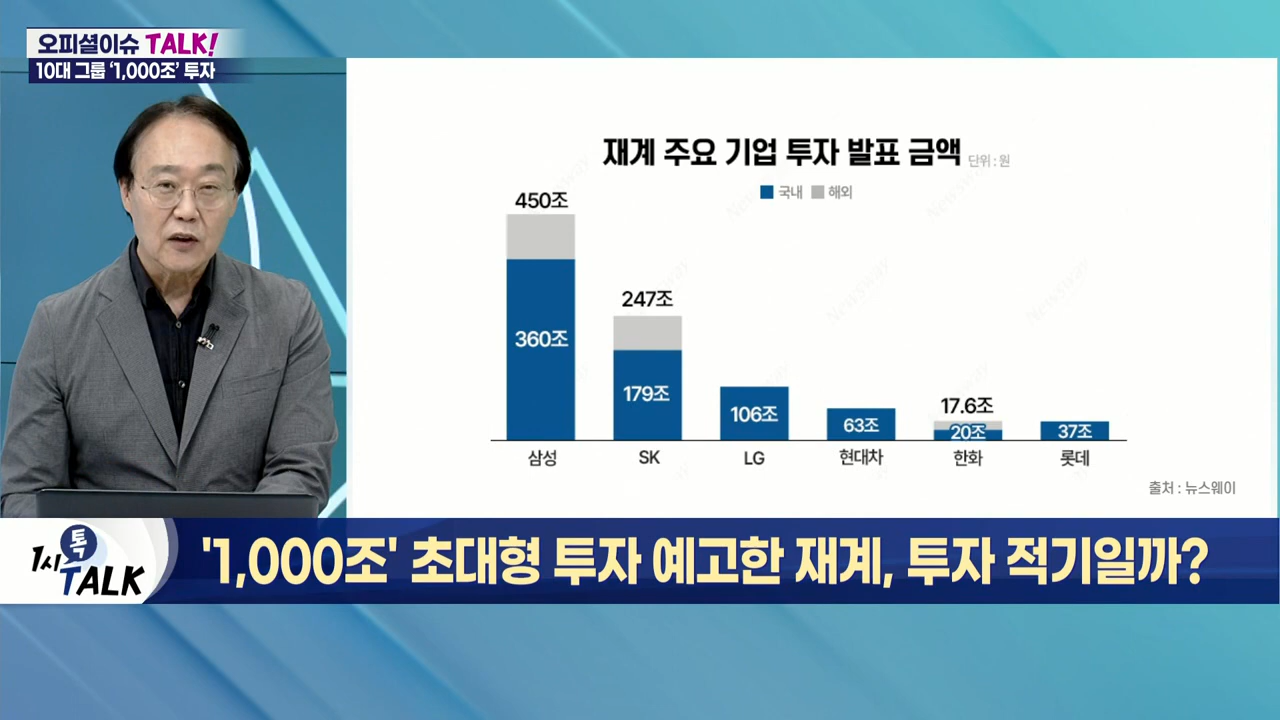 오피셜이슈 TALK!
10대 그룹 '1,000조' 투자
재계 주요 기업 투자 발표 금액 단위 : 원
국내 해외
450조
360조
247조
179조
106조
63조
17.6조
20조
37조
삼성 SK LG 현대차 한화 롯데
출처 : 뉴스웨이
Newsway
Newsway
Newsway
Newsway
1시톡 TALK
'1,000조' 초대형 투자 예고한 재계, 투자 적기일까?